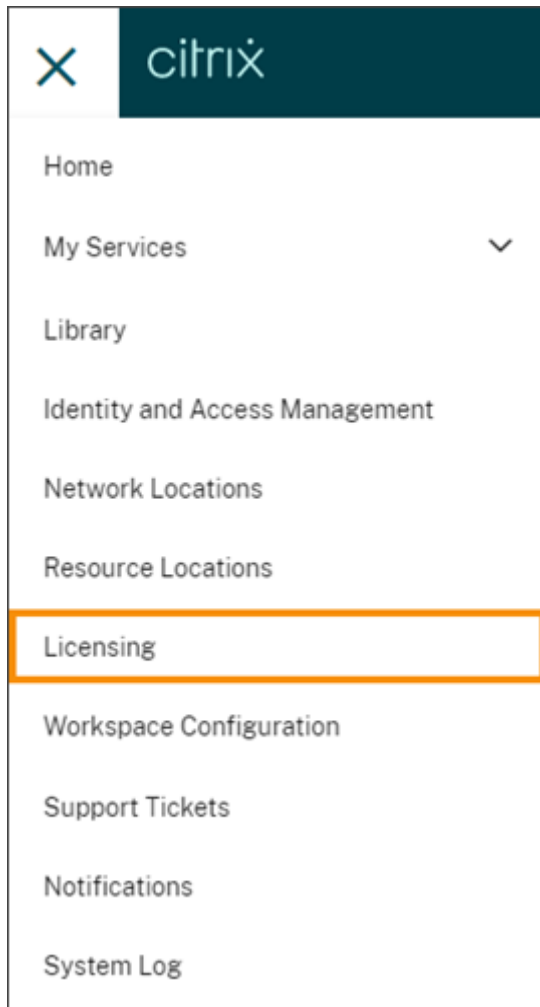 citrix
Home
My Services
Library
Identity and Access Management
Network Locations
Resource Locations
Licensing
Workspace Configuration
Support Tickets
Notifications
System Log